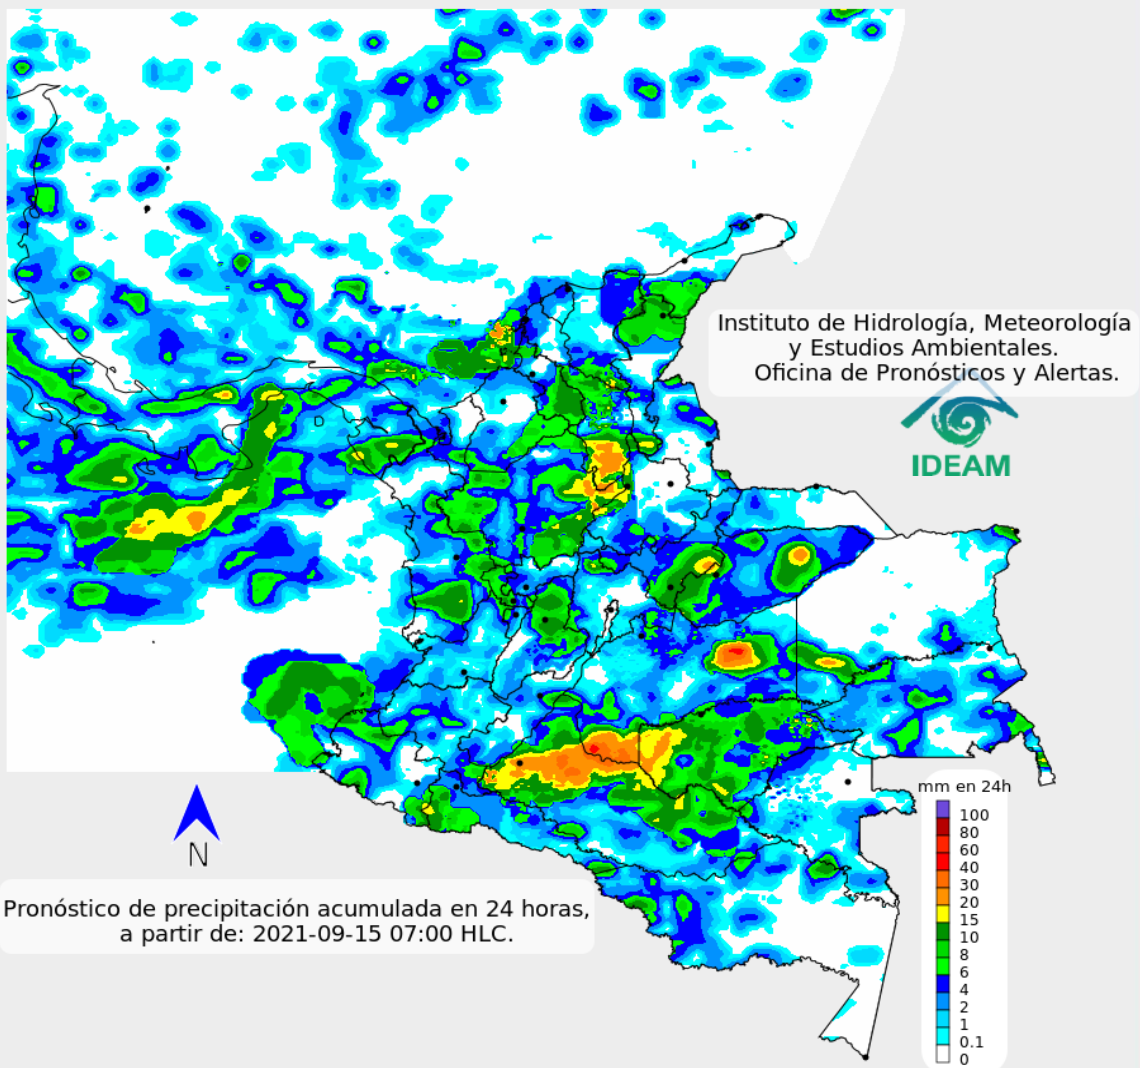 Instituto de Hidrología, Meteorología
y Estudios Ambientales.
Oficina de Pronósticos y Alertas.
IDEAM
mm en 24h
100
80
60
40
30
20
15
10
8
6
4
2
1
0.1
0
N
Pronóstico de precipitación acumulada en 24 horas,
a partir de: 2021-09-15 07:00 HLC.